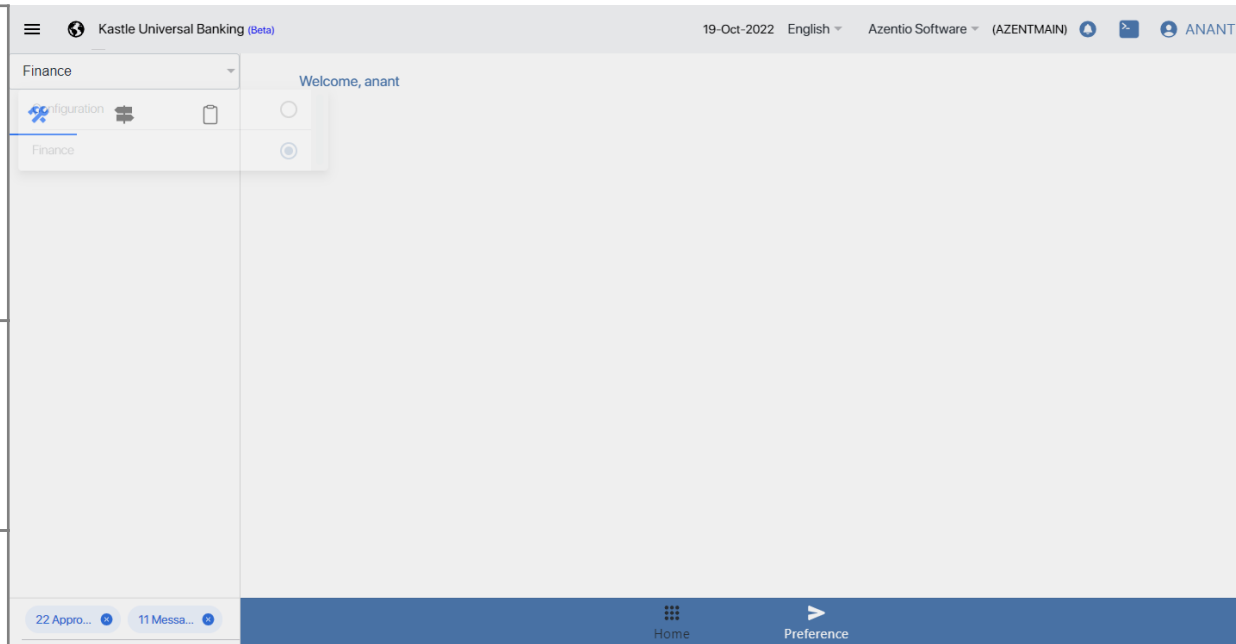 Kastle Universal Banking (Beta)
19-Oct-2022 English Azentio Software (AZENTMAIN) ANANT
Finance
Welcome, anant
Configuration
Finance
22 Appro... 11 Messa...
Home Preference